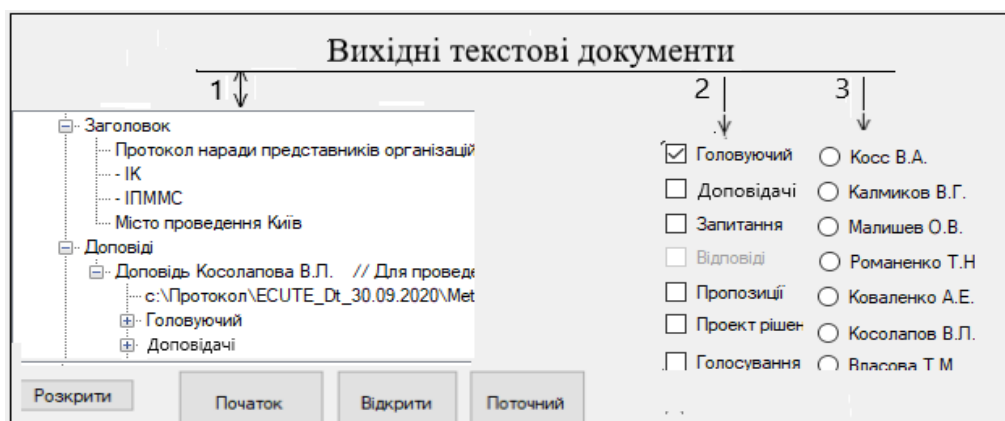 Вихідні текстові документи
1
2
3
Заголовок
Протокол наради представників організацій
- ІК
- ІПММС
Місто проведення Київ
Доповіді
Доповідь Косолапова В.П. // Для проведе
c:\Протокол\ECUTE_Dt_30.09.2020\Met
Головуючий
Доповідачі
Головуючий
Доповідачі
Запитання
Відповіді
Пропозиції
Проект рішен
Голосування
Косс В.А.
Калмиков В.Г.
Малишев О.В.
Романенко Т.Н
Коваленко А.Е.
Косолапов В.П.
Власова Т.М
Розкрити
Початок
Відкрити
Поточний